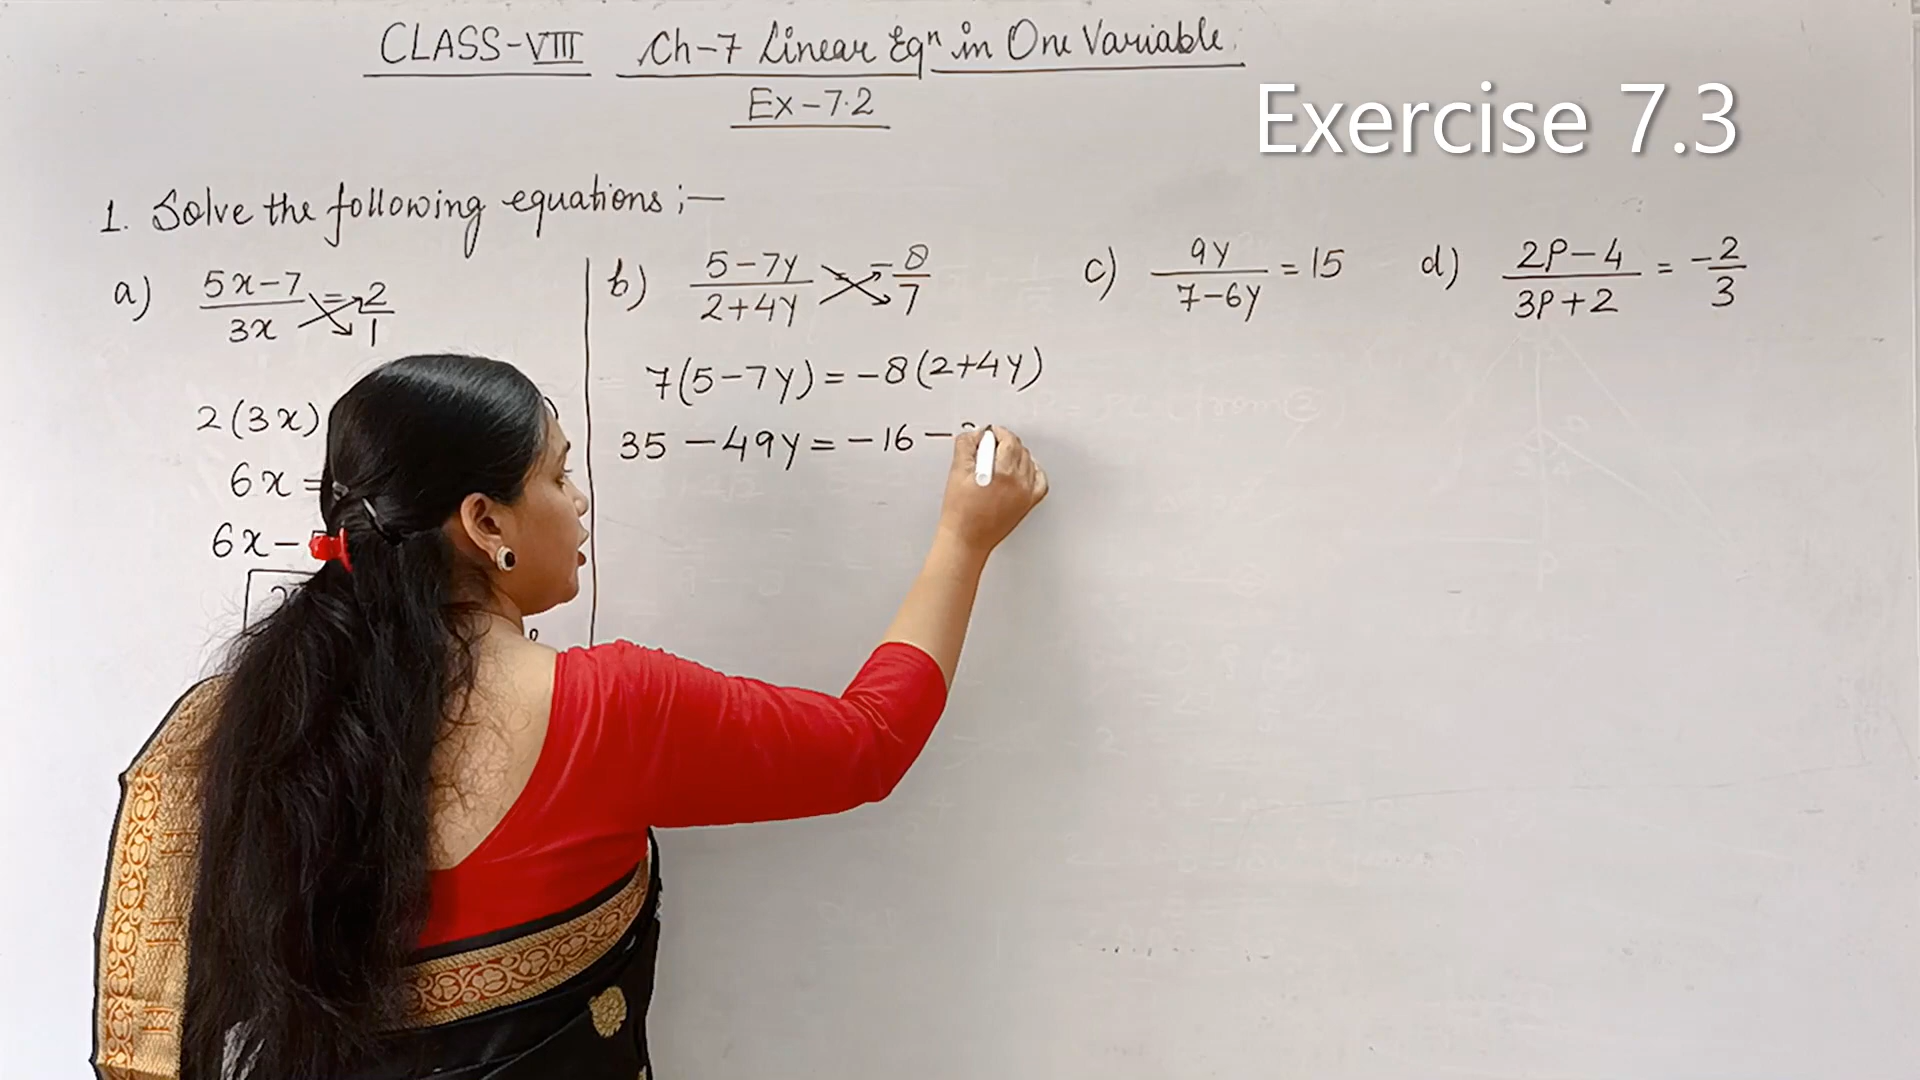 CLASS-VIII Ch-7 Linear Eqⁿ in One Variable.
Ex-7.2
Exercise 7.3
1. Solve the following equations ;—
a) (5x-7)/(3x) = 2/1
2(3x)
6x =
6x-
b) (5-7y)/(2+4y) = -8/7
7(5-7y) = -8(2+4y)
35 - 49y = -16 -
c) 9y/(7-6y) = 15
d) (2P-4)/(3P+2) = -2/3